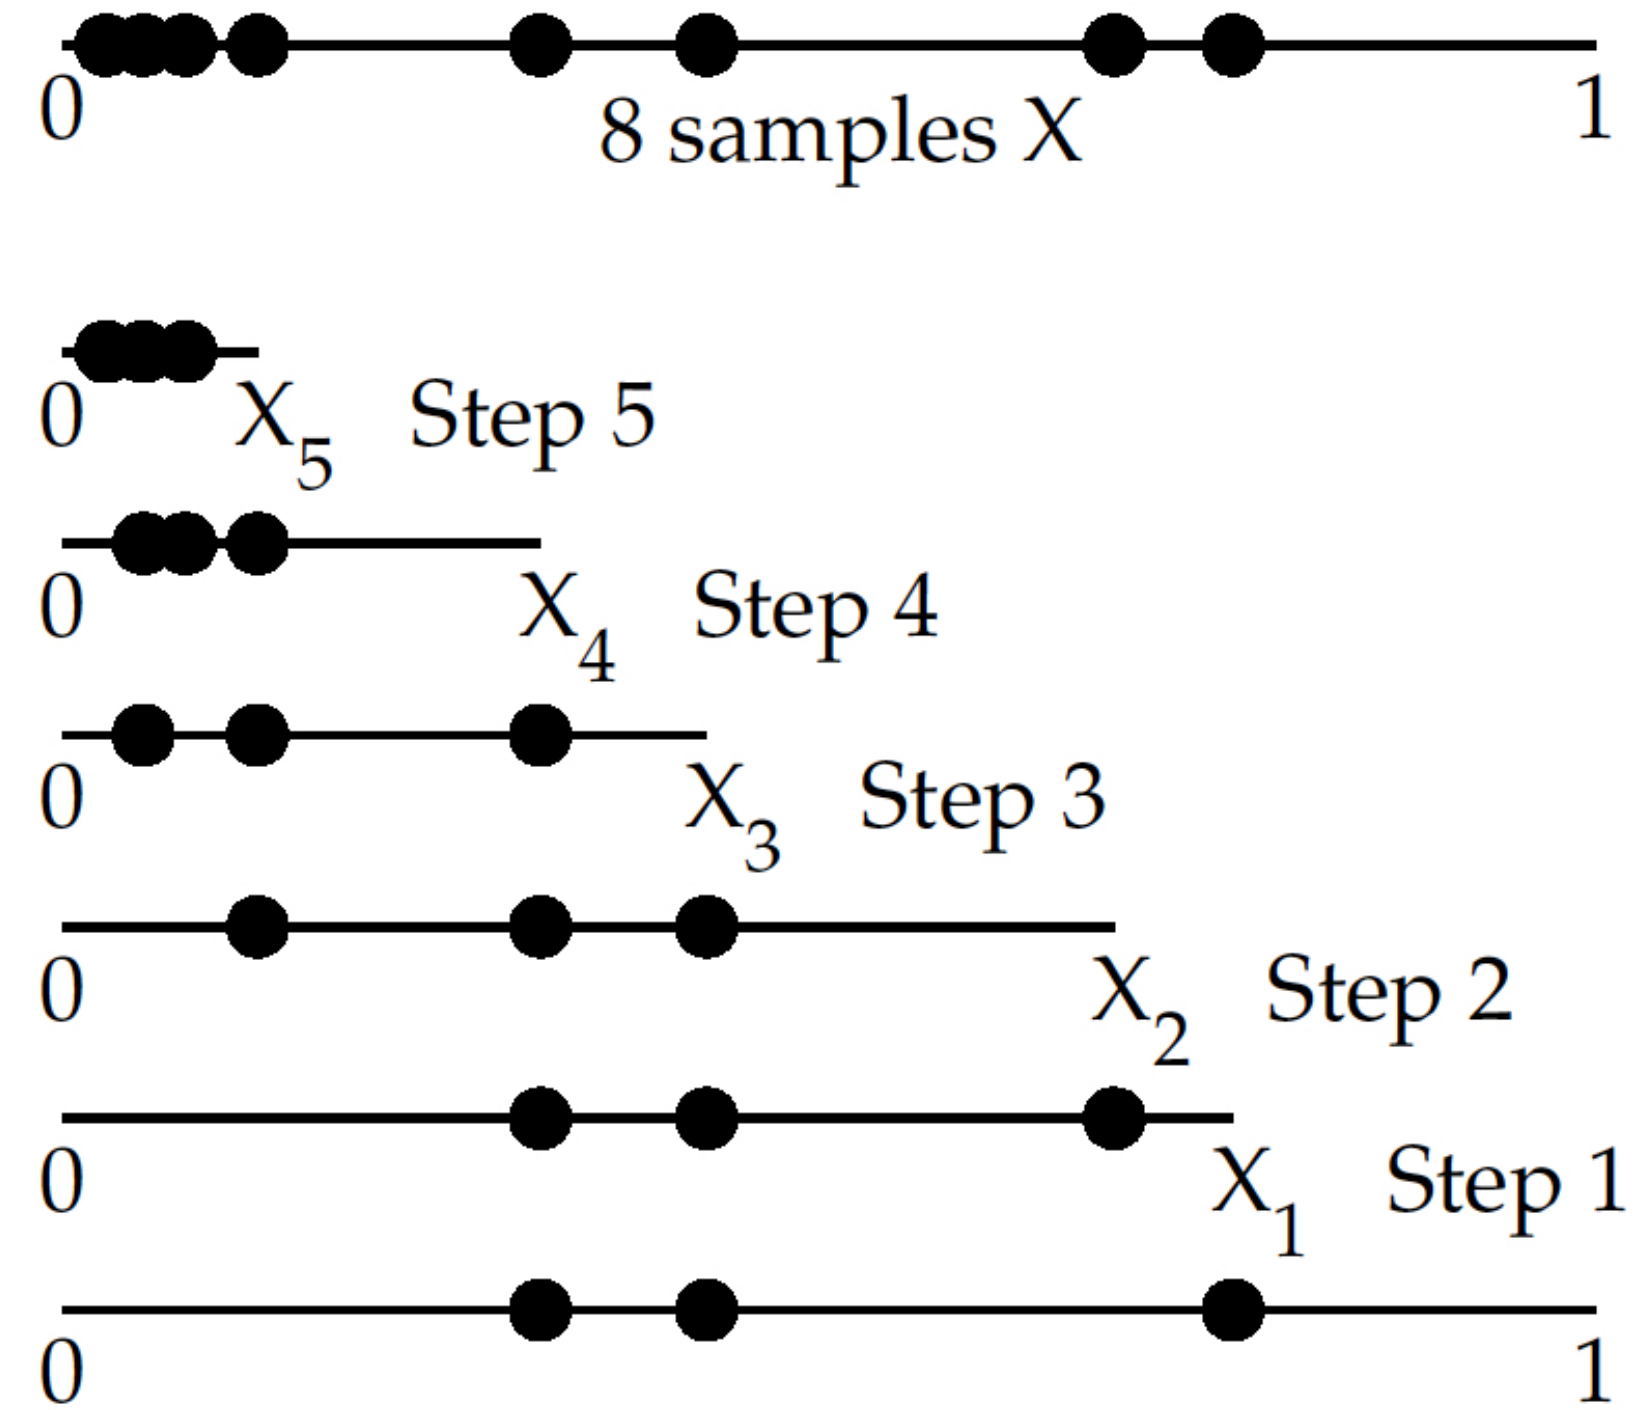 0 8 samples X 1
0 X₅ Step 5
0 X₄ Step 4
0 X₃ Step 3
0 X₂ Step 2
0 X₁ Step 1
0 1